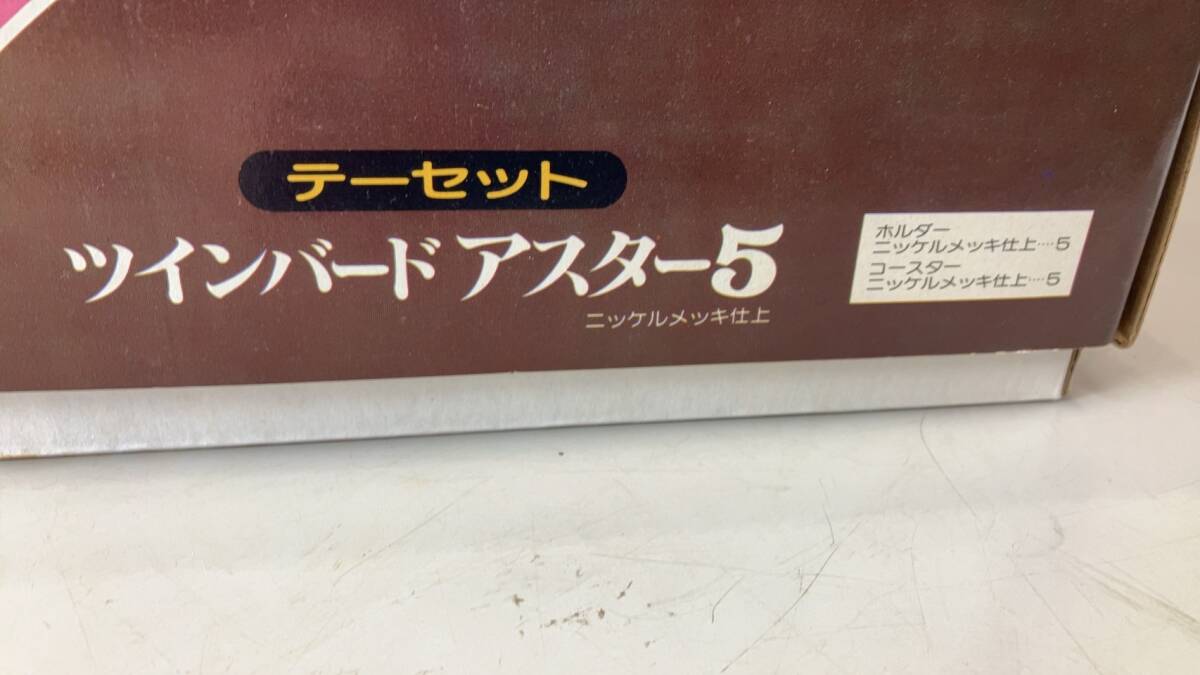 テーセット
ツインバード アスター5
ニッケルメッキ仕上
ホルダー
ニッケルメッキ仕上‥‥5
コースター
ニッケルメッキ仕上‥‥5